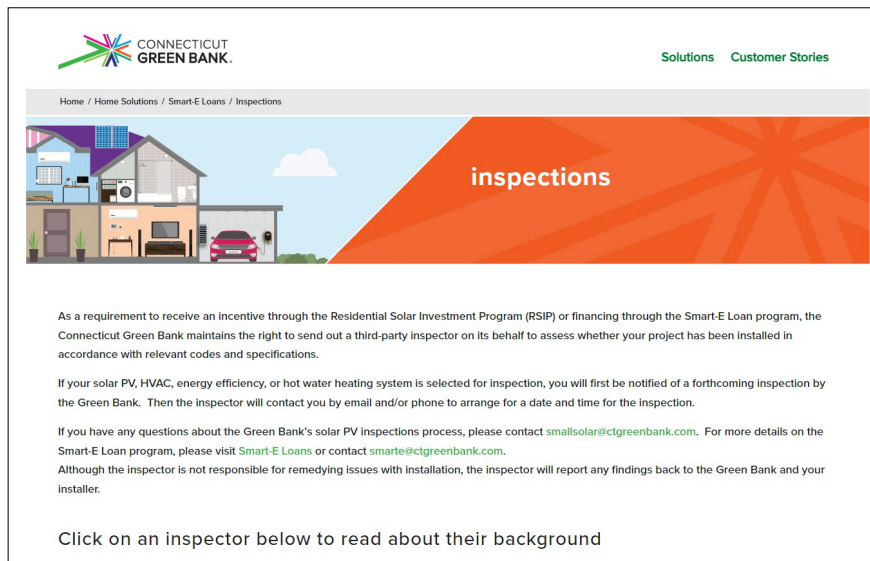 CONNECTICUT
GREEN BANK.
Solutions Customer Stories
Home / Home Solutions / Smart-E Loans / Inspections
inspections
As a requirement to receive an incentive through the Residential Solar Investment Program (RSIP) or financing through the Smart-E Loan program, the
Connecticut Green Bank maintains the right to send out a third-party inspector on its behalf to assess whether your project has been installed in
accordance with relevant codes and specifications.
If your solar PV, HVAC, energy efficiency, or hot water heating system is selected for inspection, you will first be notified of a forthcoming inspection by
the Green Bank. Then the inspector will contact you by email and/or phone to arrange for a date and time for the inspection.
If you have any questions about the Green Bank's solar PV inspections process, please contact smallsolar@ctgreenbank.com. For more details on the
Smart-E Loan program, please visit Smart-E Loans or contact smarte@ctgreenbank.com.
Although the inspector is not responsible for remedying issues with installation, the inspector will report any findings back to the Green Bank and your
installer.
Click on an inspector below to read about their background